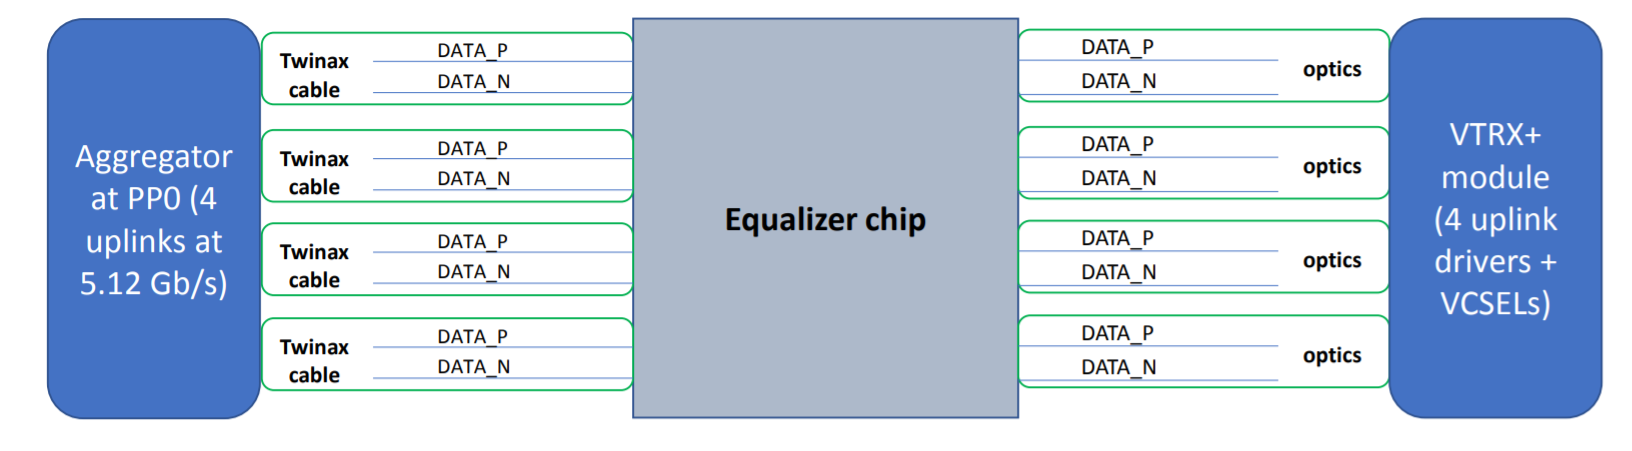 Aggregator
at PP0 (4
uplinks at
5.12 Gb/s)
Twinax
cable
DATA_P
DATA_N
Twinax
cable
DATA_P
DATA_N
Twinax
cable
DATA_P
DATA_N
Twinax
cable
DATA_P
DATA_N
Equalizer chip
DATA_P
DATA_N
optics
DATA_P
DATA_N
optics
DATA_P
DATA_N
optics
DATA_P
DATA_N
optics
VTRX+
module
(4 uplink
drivers +
VCSELs)